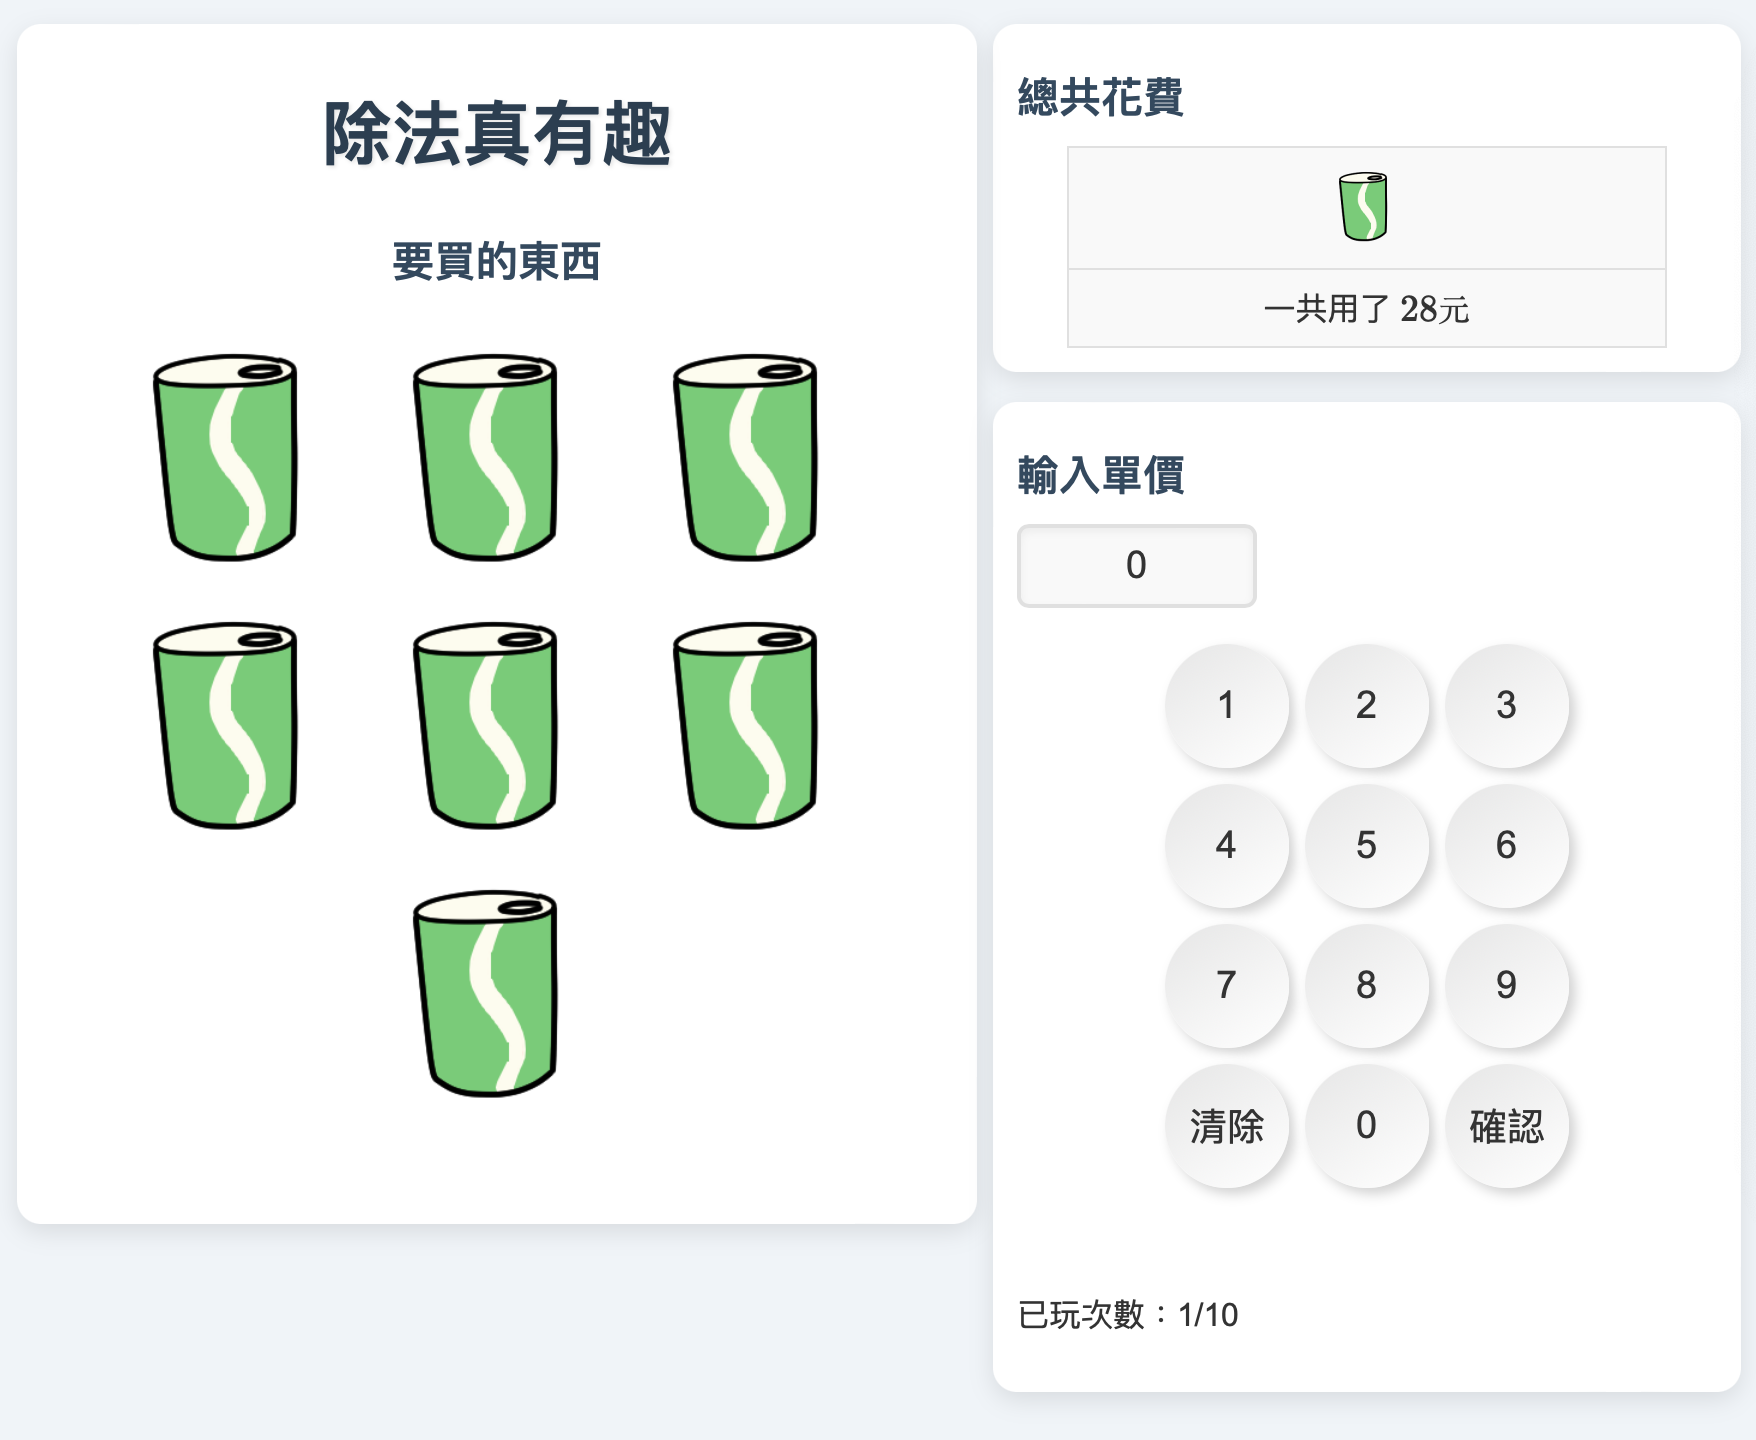 除法真有趣
要買的東西
總共花費
一共用了 28元
輸入單價
0
1 2 3
4 5 6
7 8 9
清除 0 確認
已玩次數：1/10